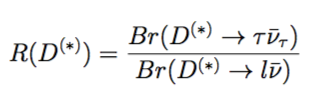 R(D^{(*)}) = \frac{Br(D^{(*)} \to \tau \bar{\nu}_{\tau})}{Br(D^{(*)} \to l \bar{\nu})}